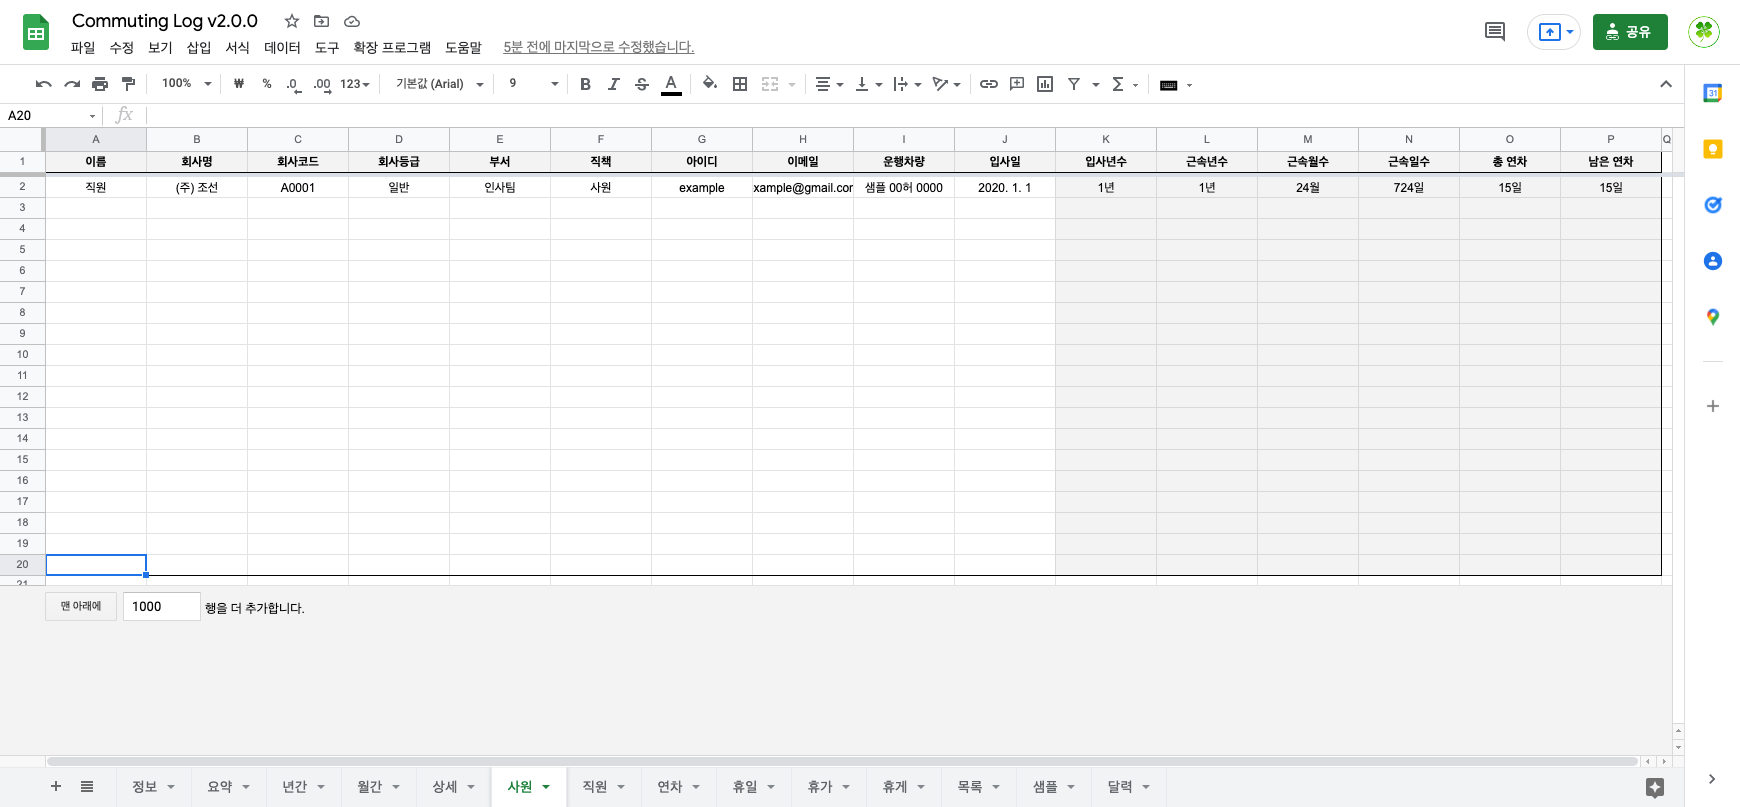 Commuting Log v2.0.0
파일 수정 보기 삽입 서식 데이터 도구 확장 프로그램 도움말 5분 전에 마지막으로 수정했습니다.
공유
100% ₩ % .0 .00 123 기본값 (Arial) 9 B I S A
A20 fx
A B C D E F G H I J K L M N O P Q
1 이름 회사명 회사코드 회사등급 부서 직책 아이디 이메일 운행차량 입사일 입사년수 근속년수 근속월수 근속일수 총 연차 남은 연차
2 직원 (주) 조선 A0001 일반 인사팀 사원 example xample@gmail.cor 샘플 00허 0000 2020. 1. 1 1년 1년 24월 724일 15일 15일
3
4
5
6
7
8
9
10
11
12
13
14
15
16
17
18
19
20
21
맨 아래에 1000 행을 더 추가합니다.
정보 요약 년간 월간 상세 사원 직원 연차 휴일 휴가 휴게 목록 샘플 달력
31